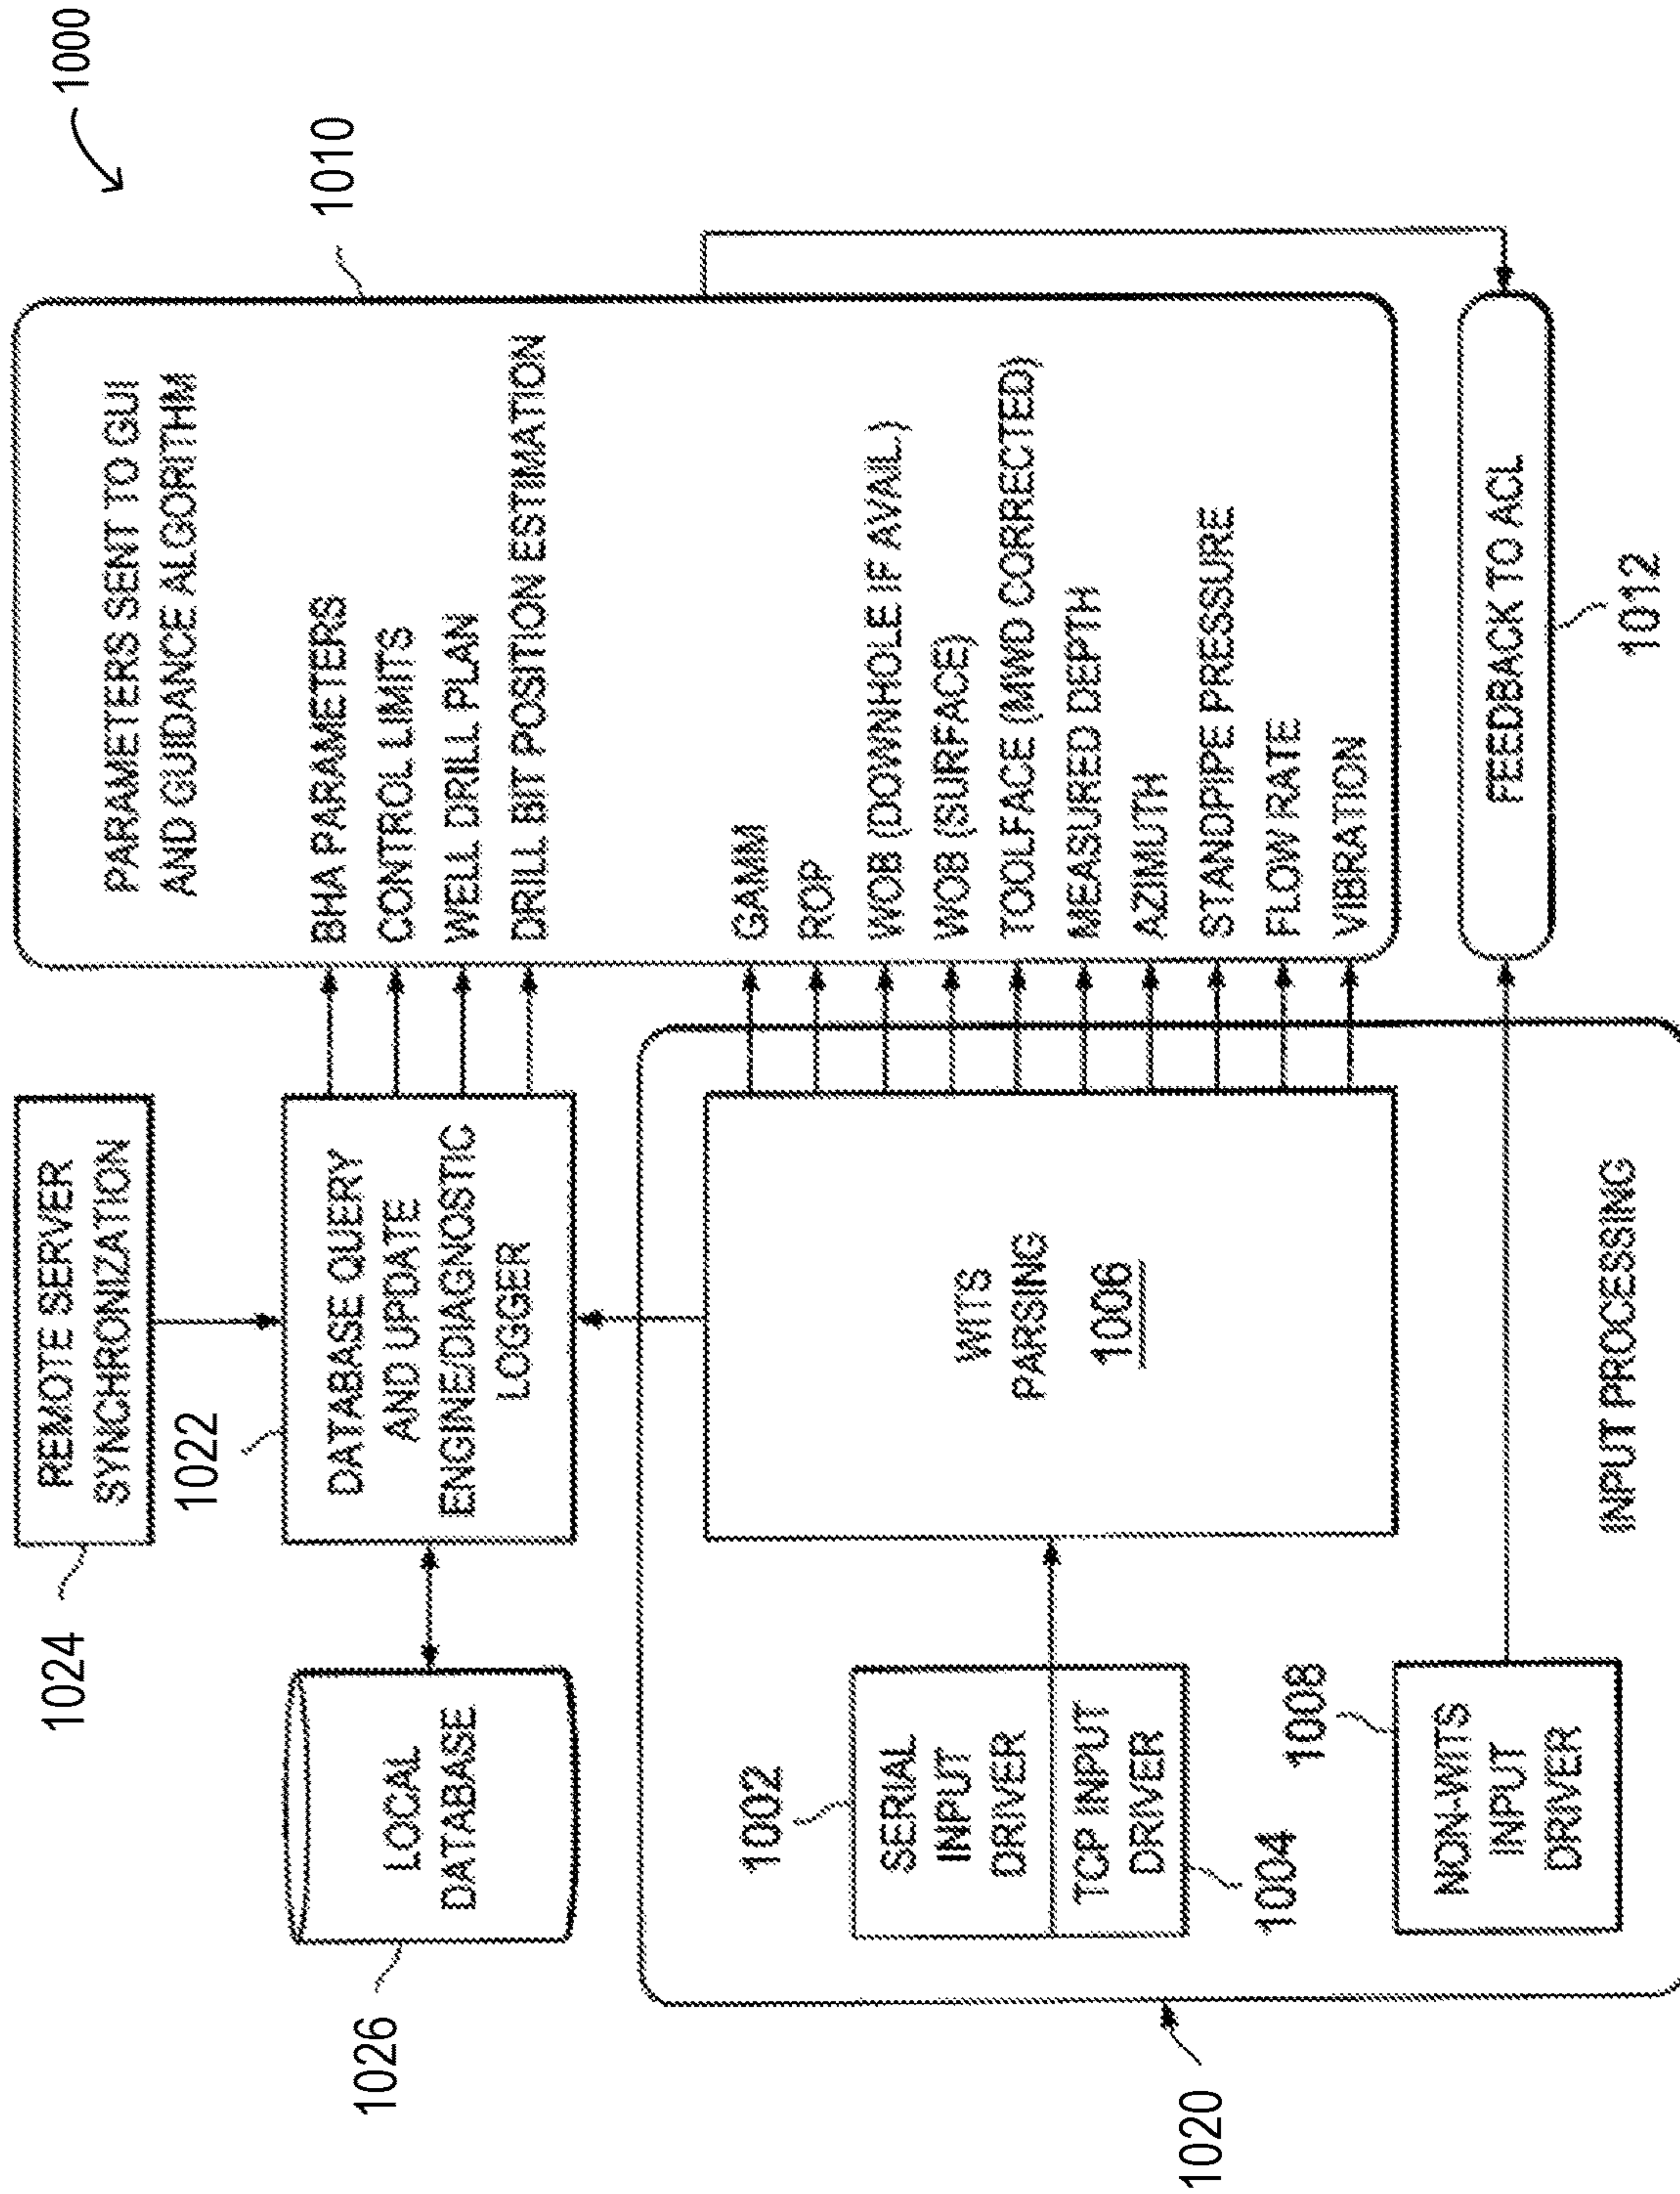 1000
1024
REMOTE SERVER
SYNCHRONIZATION
1022
1026
LOCAL
DATABASE
DATABASE QUERY
AND UPDATE
ENGINE/DIAGNOSTIC
LOGGER
1010
PARAMETERS SENT TO GUI
AND GUIDANCE ALGORITHM
BHA PARAMETERS
CONTROL LIMITS
WELL DRILL PLAN
DRILL BIT POSITION ESTIMATION
GAMM
ROP
WOB (DOWNHOLE IF AVAIL.)
WOB (SURFACE)
TOOLFACE (MWD CORRECTED)
MEASURED DEPTH
AZIMUTH
STANDPIPE PRESSURE
FLOW RATE
VIBRATION
1020
1002
SERIAL
INPUT
DRIVER
TCP INPUT
DRIVER
1004
WITS
PARSING
1006
1008
NON-WITS
INPUT
DRIVER
INPUT PROCESSING
FEEDBACK TO ACL
1012